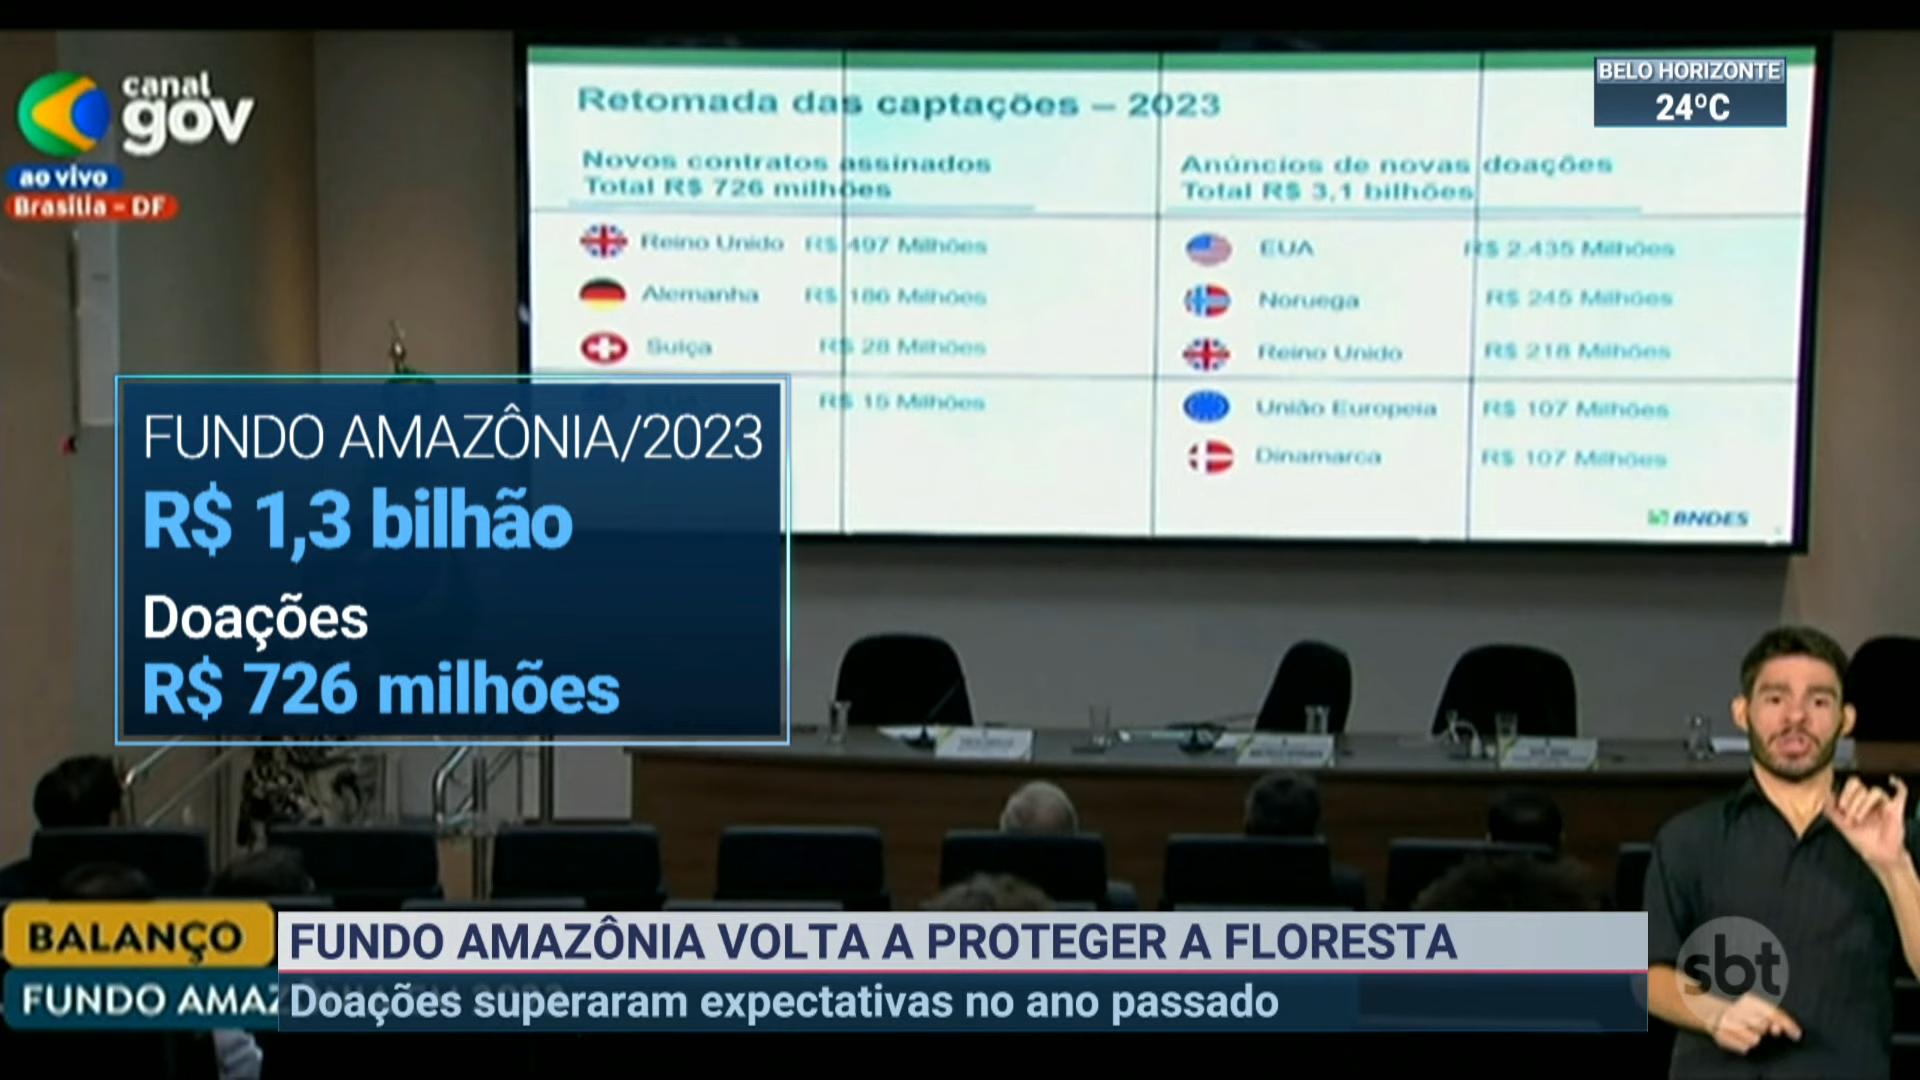 canal
gov
ao vivo
Brasília - DF
BELO HORIZONTE
24ºC
Retomada das captações – 2023
Novos contratos assinados
Total R$ 726 milhões
Reino Unido R$ 497 Milhões
Alemanha R$ 186 Milhões
Suíça R$ 28 Milhões
R$ 15 Milhões
Anúncios de novas doações
Total R$ 3,1 bilhões
EUA R$ 2.435 Milhões
Noruega R$ 245 Milhões
Reino Unido R$ 218 Milhões
União Europeia R$ 107 Milhões
Dinamarca R$ 107 Milhões
BNDES
FUNDO AMAZÔNIA/2023
R$ 1,3 bilhão
Doações
R$ 726 milhões
BALANÇO
FUNDO AMAZ
FUNDO AMAZÔNIA VOLTA A PROTEGER A FLORESTA
Doações superaram expectativas no ano passado
sbt